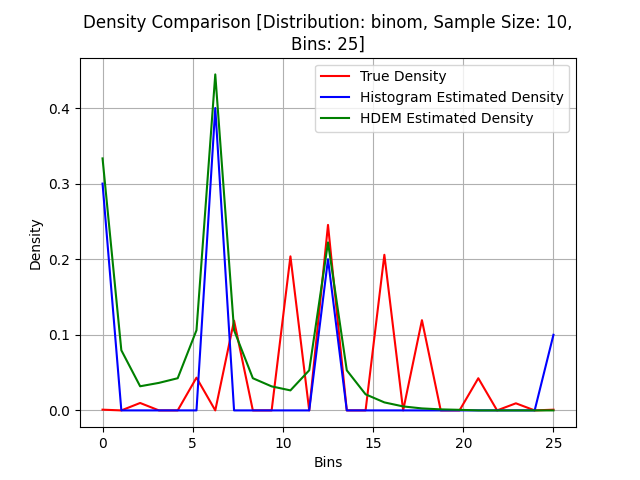 Density Comparison [Distribution: binom, Sample Size: 10,
Bins: 25]
True Density
Histogram Estimated Density
HDEM Estimated Density
Density
0.4
0.3
0.2
0.1
0.0
0 5 10 15 20 25
Bins